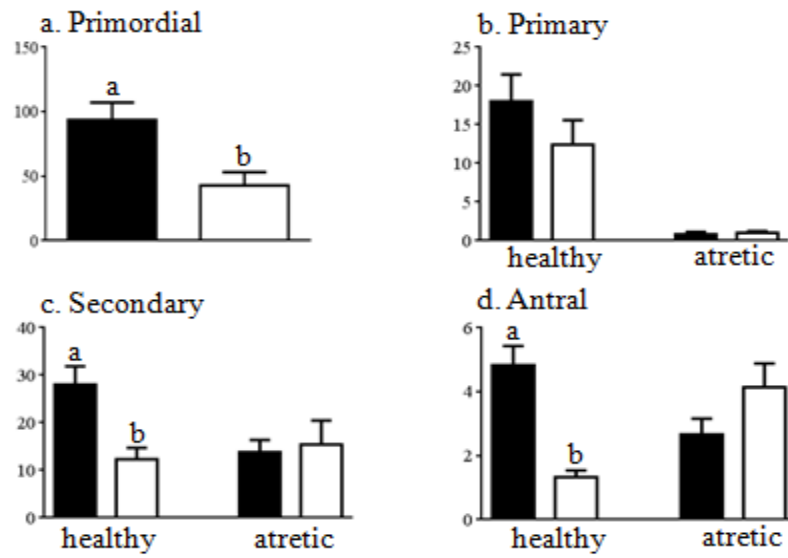 a. Primordial
150
100
50
0
a
b
b. Primary
25
20
15
10
5
0
healthy
atretic
c. Secondary
40
30
20
10
0
a
b
healthy
atretic
d. Antral
6
4
2
0
a
b
healthy
atretic